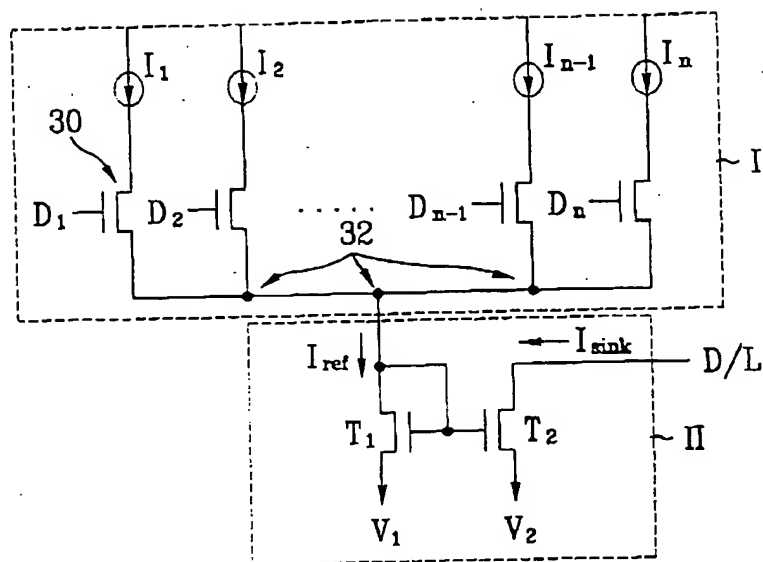 I₁ I₂ Iₙ₋₁ Iₙ
30
I
D₁ D₂ ..... Dₙ₋₁ Dₙ
32
Iref Isink D/L
T₁ T₂ II
V₁ V₂